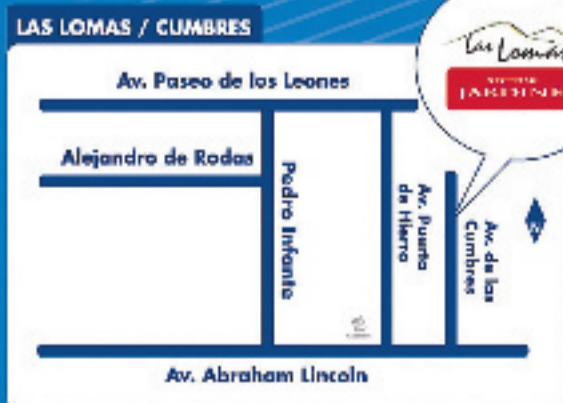 LAS LOMAS / CUMBRES
Las Lomas
Av. Paseo de los Leones
Alejandro de Rodas
Pedro Infante
Av. Puerta
de Hierro
Av. de las
Cumbres
Av. Abraham Lincoln